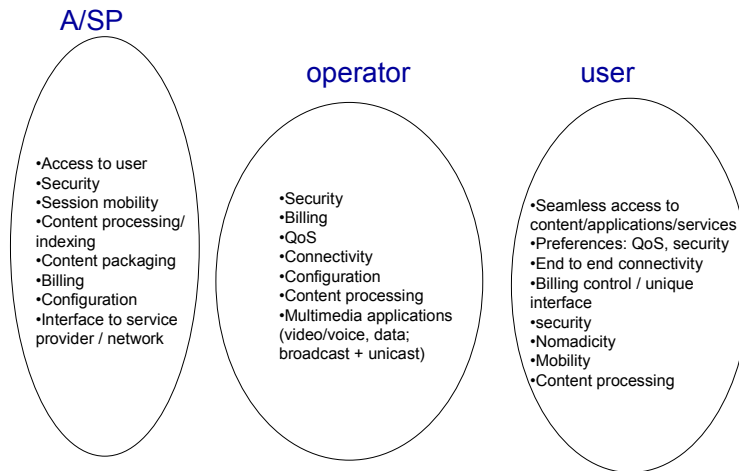 A/SP
•Access to user
•Security
•Session mobility
•Content processing/
indexing
•Content packaging
•Billing
•Configuration
•Interface to service
provider / network
operator
•Security
•Billing
•QoS
•Connectivity
•Configuration
•Content processing
•Multimedia applications
(video/voice, data;
broadcast + unicast)
user
•Seamless access to
content/applications/services
•Preferences: QoS, security
•End to end connectivity
•Billing control / unique
interface
•security
•Nomadicity
•Mobility
•Content processing